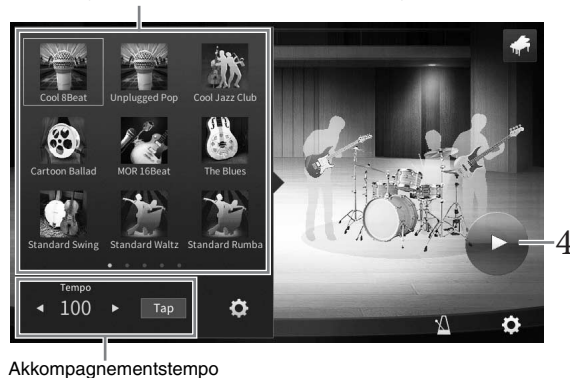 Cool 8Beat
Unplugged Pop
Cool Jazz Club
Cartoon Ballad
MOR 16Beat
The Blues
Standard Swing
Standard Waltz
Standard Rumba
4
Tempo
100
Tap
Akkompagnementstempo